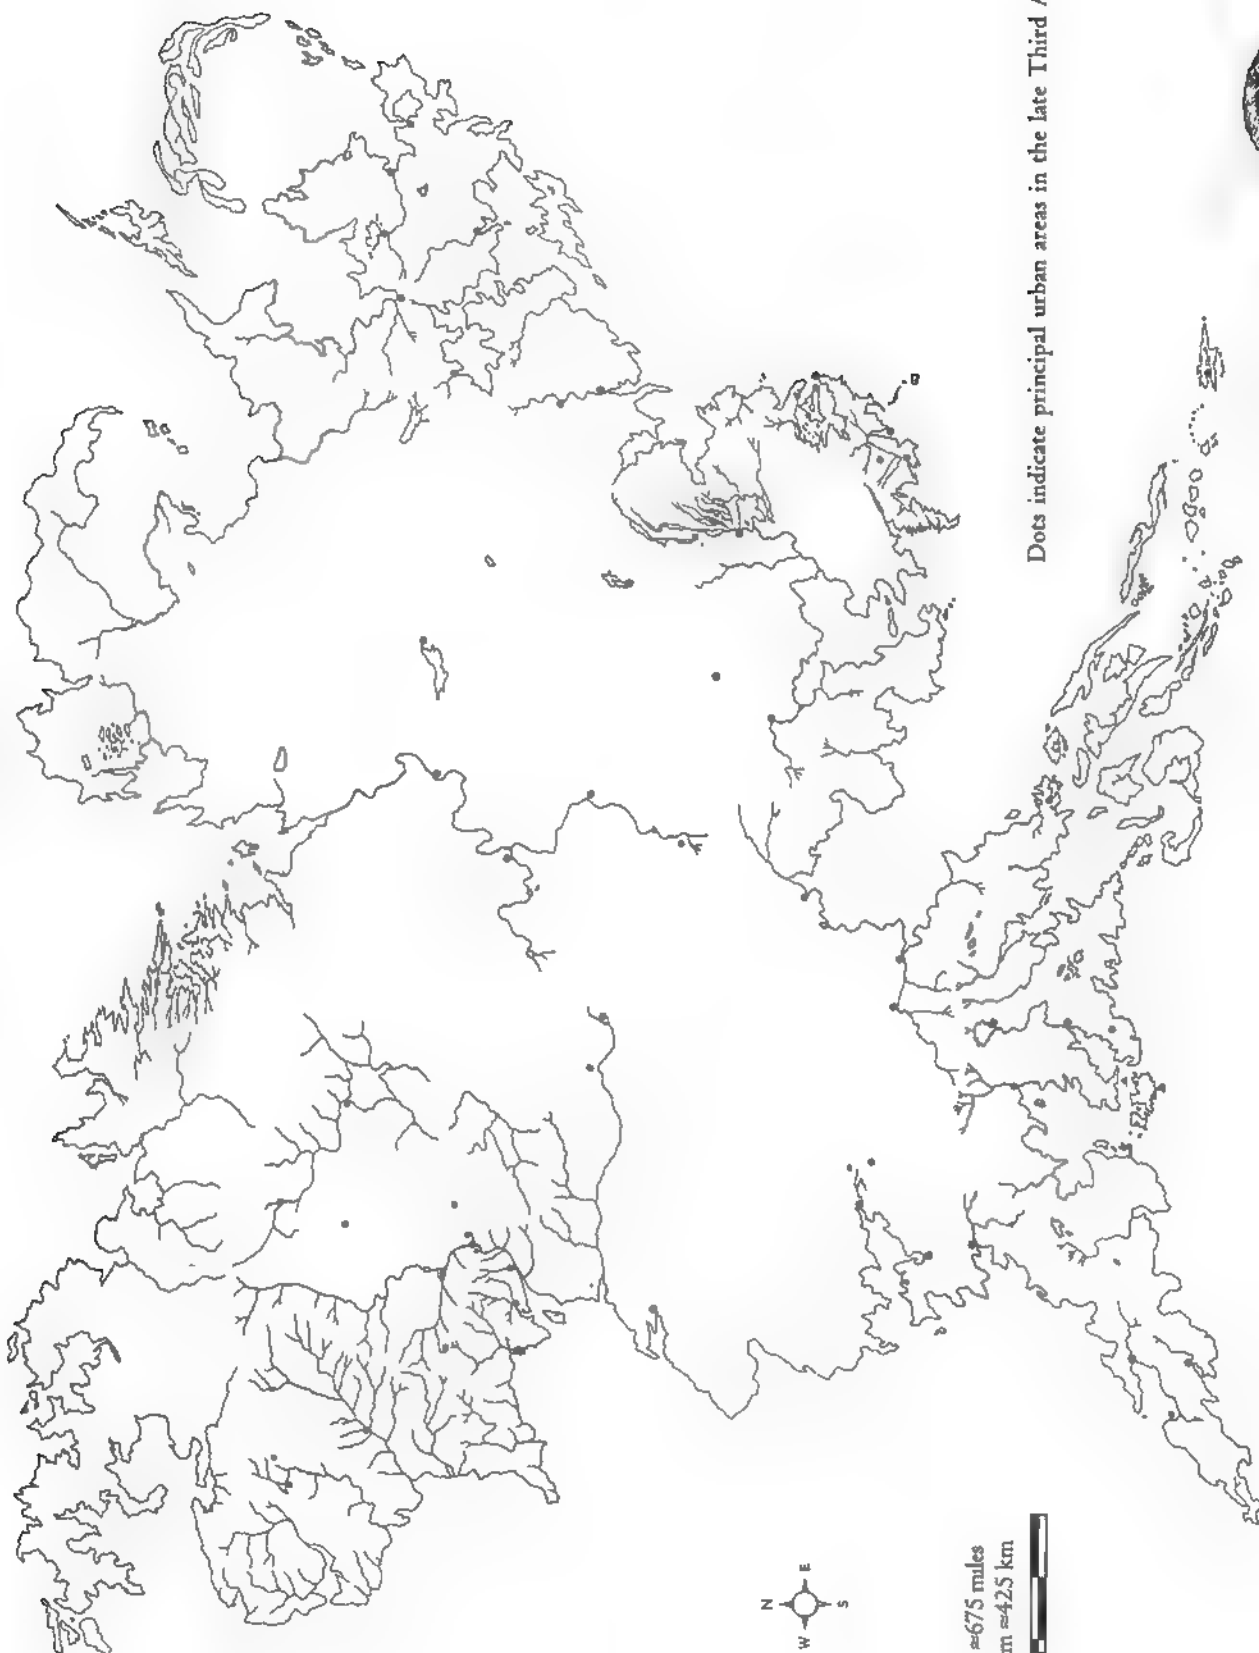 Dots indicate principal urban areas in the late Third
N
W E
S
≈675 miles
m ≈425 km